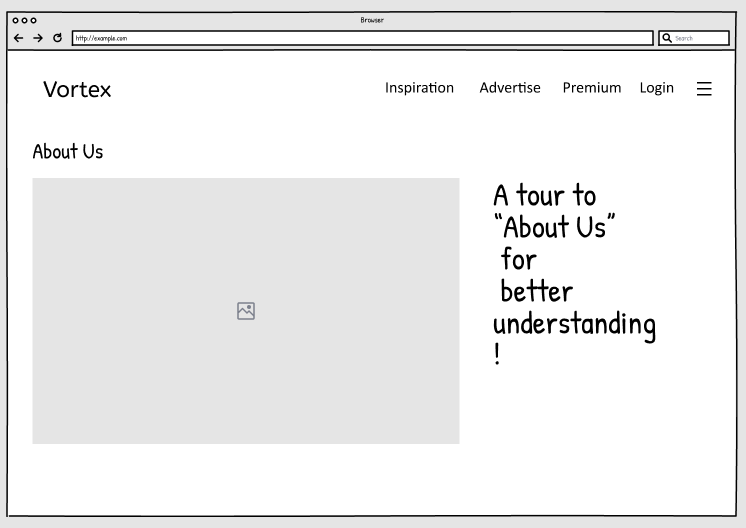 Browser
http://example.com
Search
Vortex
Inspiration Advertise Premium Login
About Us
A tour to
“About Us”
for
better
understanding
!